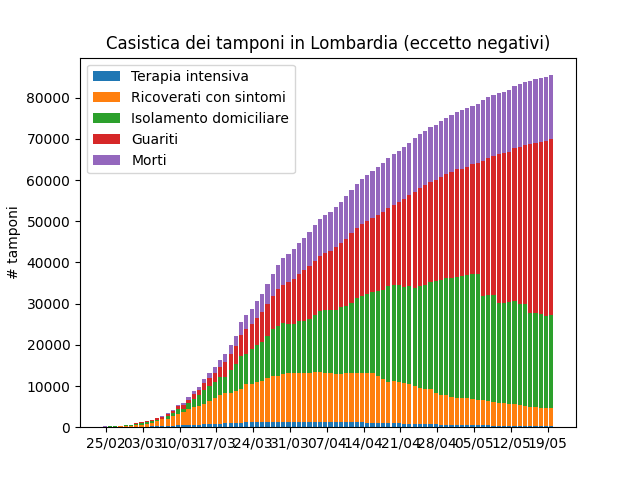 Casistica dei tamponi in Lombardia (eccetto negativi)
Terapia intensiva
Ricoverati con sintomi
Isolamento domiciliare
Guariti
Morti
# tamponi
80000
70000
60000
50000
40000
30000
20000
10000
0
25/02 03/03 10/03 17/03 24/03 31/03 07/04 14/04 21/04 28/04 05/05 12/05 19/05